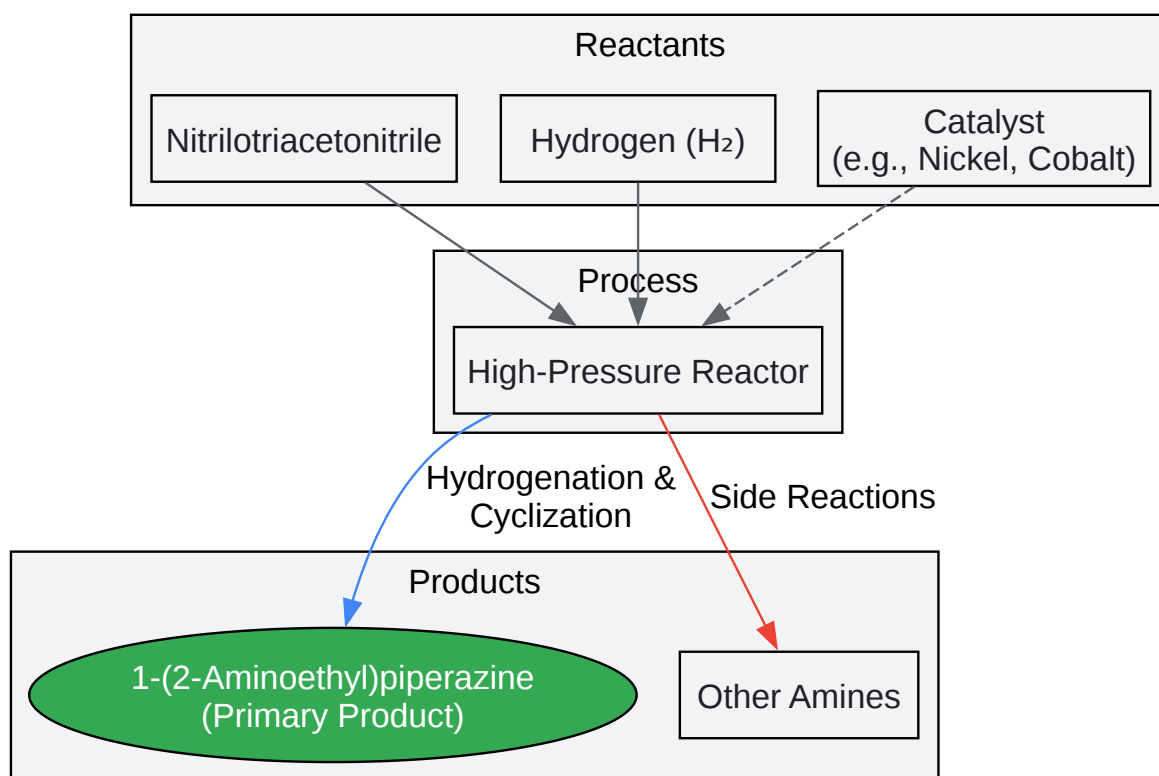 Reactants
Nitrilotriacetonitrile
Hydrogen (H₂)
Catalyst
(e.g., Nickel, Cobalt)
Process
High-Pressure Reactor
Hydrogenation &
Cyclization
Side Reactions
Products
1-(2-Aminoethyl)piperazine
(Primary Product)
Other Amines